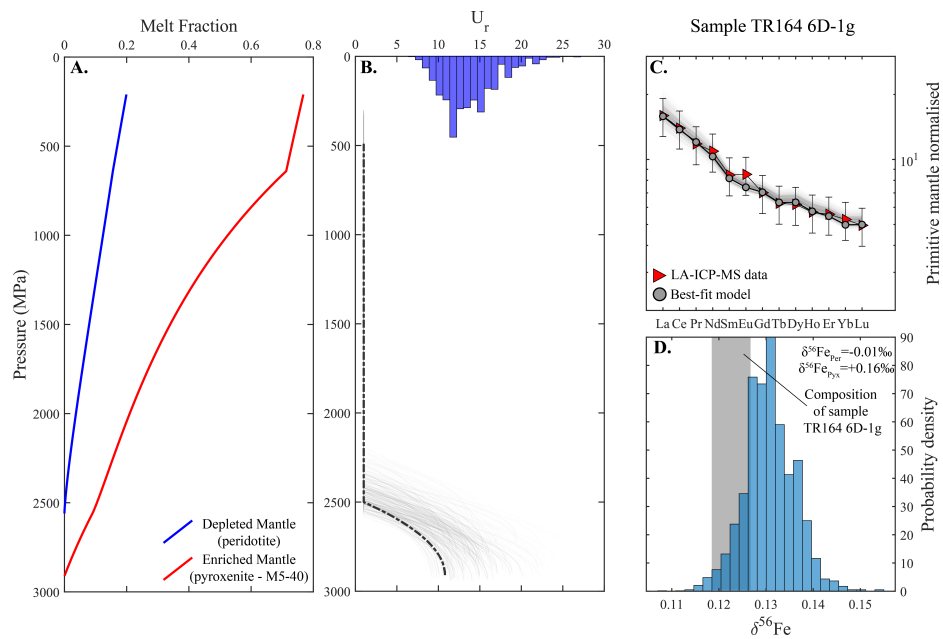 Melt Fraction
0 0.2 0.4 0.6 0.8
A.
Pressure (MPa)
500
1000
1500
2000
2500
3000
Depleted Mantle
(peridotite)
Enriched Mantle
(pyroxenite - M5-40)
U_r
0 5 10 15 20 25 30
B.
0
500
1000
1500
2000
2500
3000
Sample TR164 6D-1g
C.
10^1
Primitive mantle normalised
LA-ICP-MS data
Best-fit model
La Ce Pr Nd Sm Eu Gd Tb Dy Ho Er Yb Lu
D.
δ^56Fe_Per=-0.01‰
δ^56Fe_Pyx=+0.16‰
Composition
of sample
TR164 6D-1g
90
80
70
60
50
40
30
20
10
0
Probability density
0.11 0.12 0.13 0.14 0.15
δ^56Fe